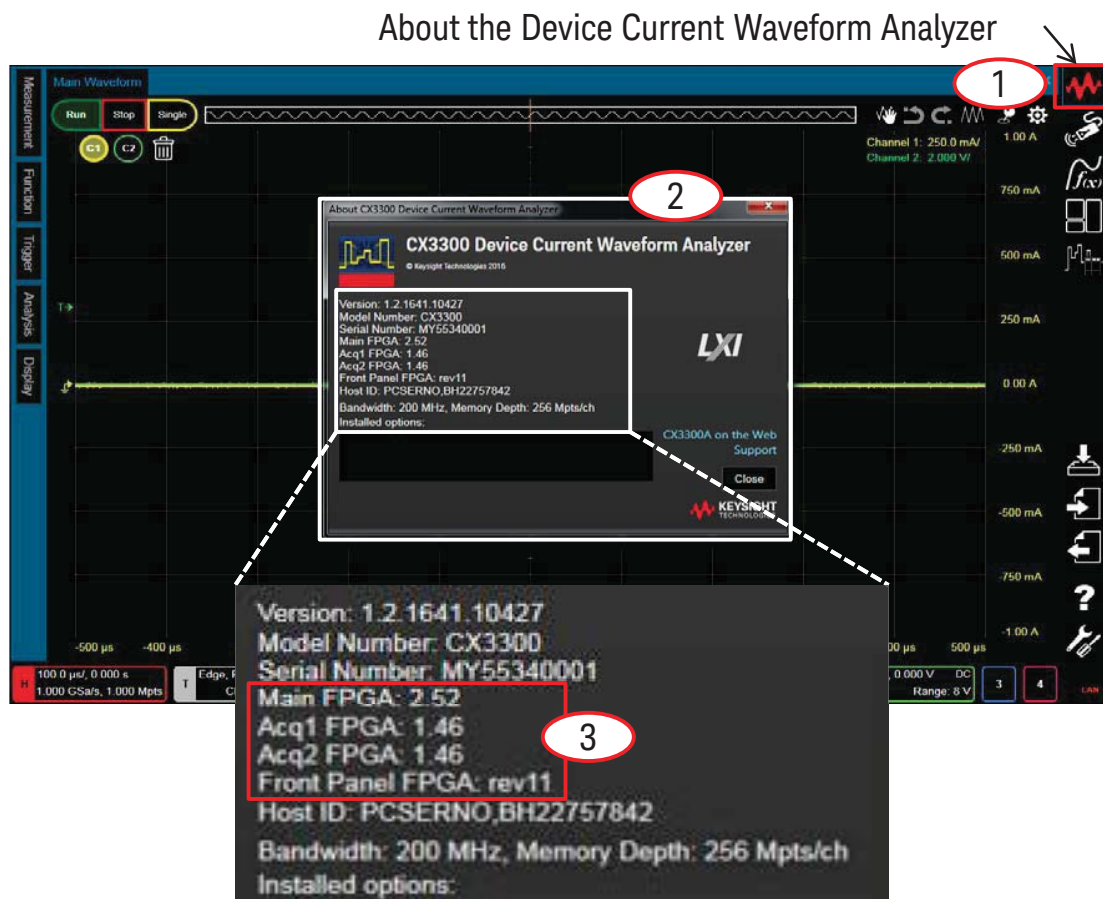 About the Device Current Waveform Analyzer
1
Main Waveform
Measurement
Function
Trigger
Analysis
Display
Run Stop Single
C1 C2
Channel 1: 250.0 mA/
Channel 2: 2.000 V/
f(x)
1.00 A
750 mA
500 mA
250 mA
0.00 A
-250 mA
-500 mA
-750 mA
-1.00 A
T
2
About CX3300 Device Current Waveform Analyzer
CX3300 Device Current Waveform Analyzer
© Keysight Technologies 2016
Version: 1.2.1641.10427
Model Number: CX3300
Serial Number: MY55340001
Main FPGA: 2.52
Acq1 FPGA: 1.46
Acq2 FPGA: 1.46
Front Panel FPGA: rev11
Host ID: PCSERNO,BH22757842
Bandwidth: 200 MHz, Memory Depth: 256 Mpts/ch
Installed options:
LXI
CX3300A on the Web
Support
Close
KEYSIGHT
TECHNOLOGIES
?
-500 µs -400 µs 500 µs
H
100.0 µs/, 0.000 s
1.000 GSa/s, 1.000 Mpts
T
Edge,
0.000 V DC
Range: 8 V
3 4
LAN
Version: 1.2.1641.10427
Model Number: CX3300
Serial Number: MY55340001
Main FPGA: 2.52
Acq1 FPGA: 1.46
Acq2 FPGA: 1.46
Front Panel FPGA: rev11
3
Host ID: PCSERNO,BH22757842
Bandwidth: 200 MHz, Memory Depth: 256 Mpts/ch
Installed options: